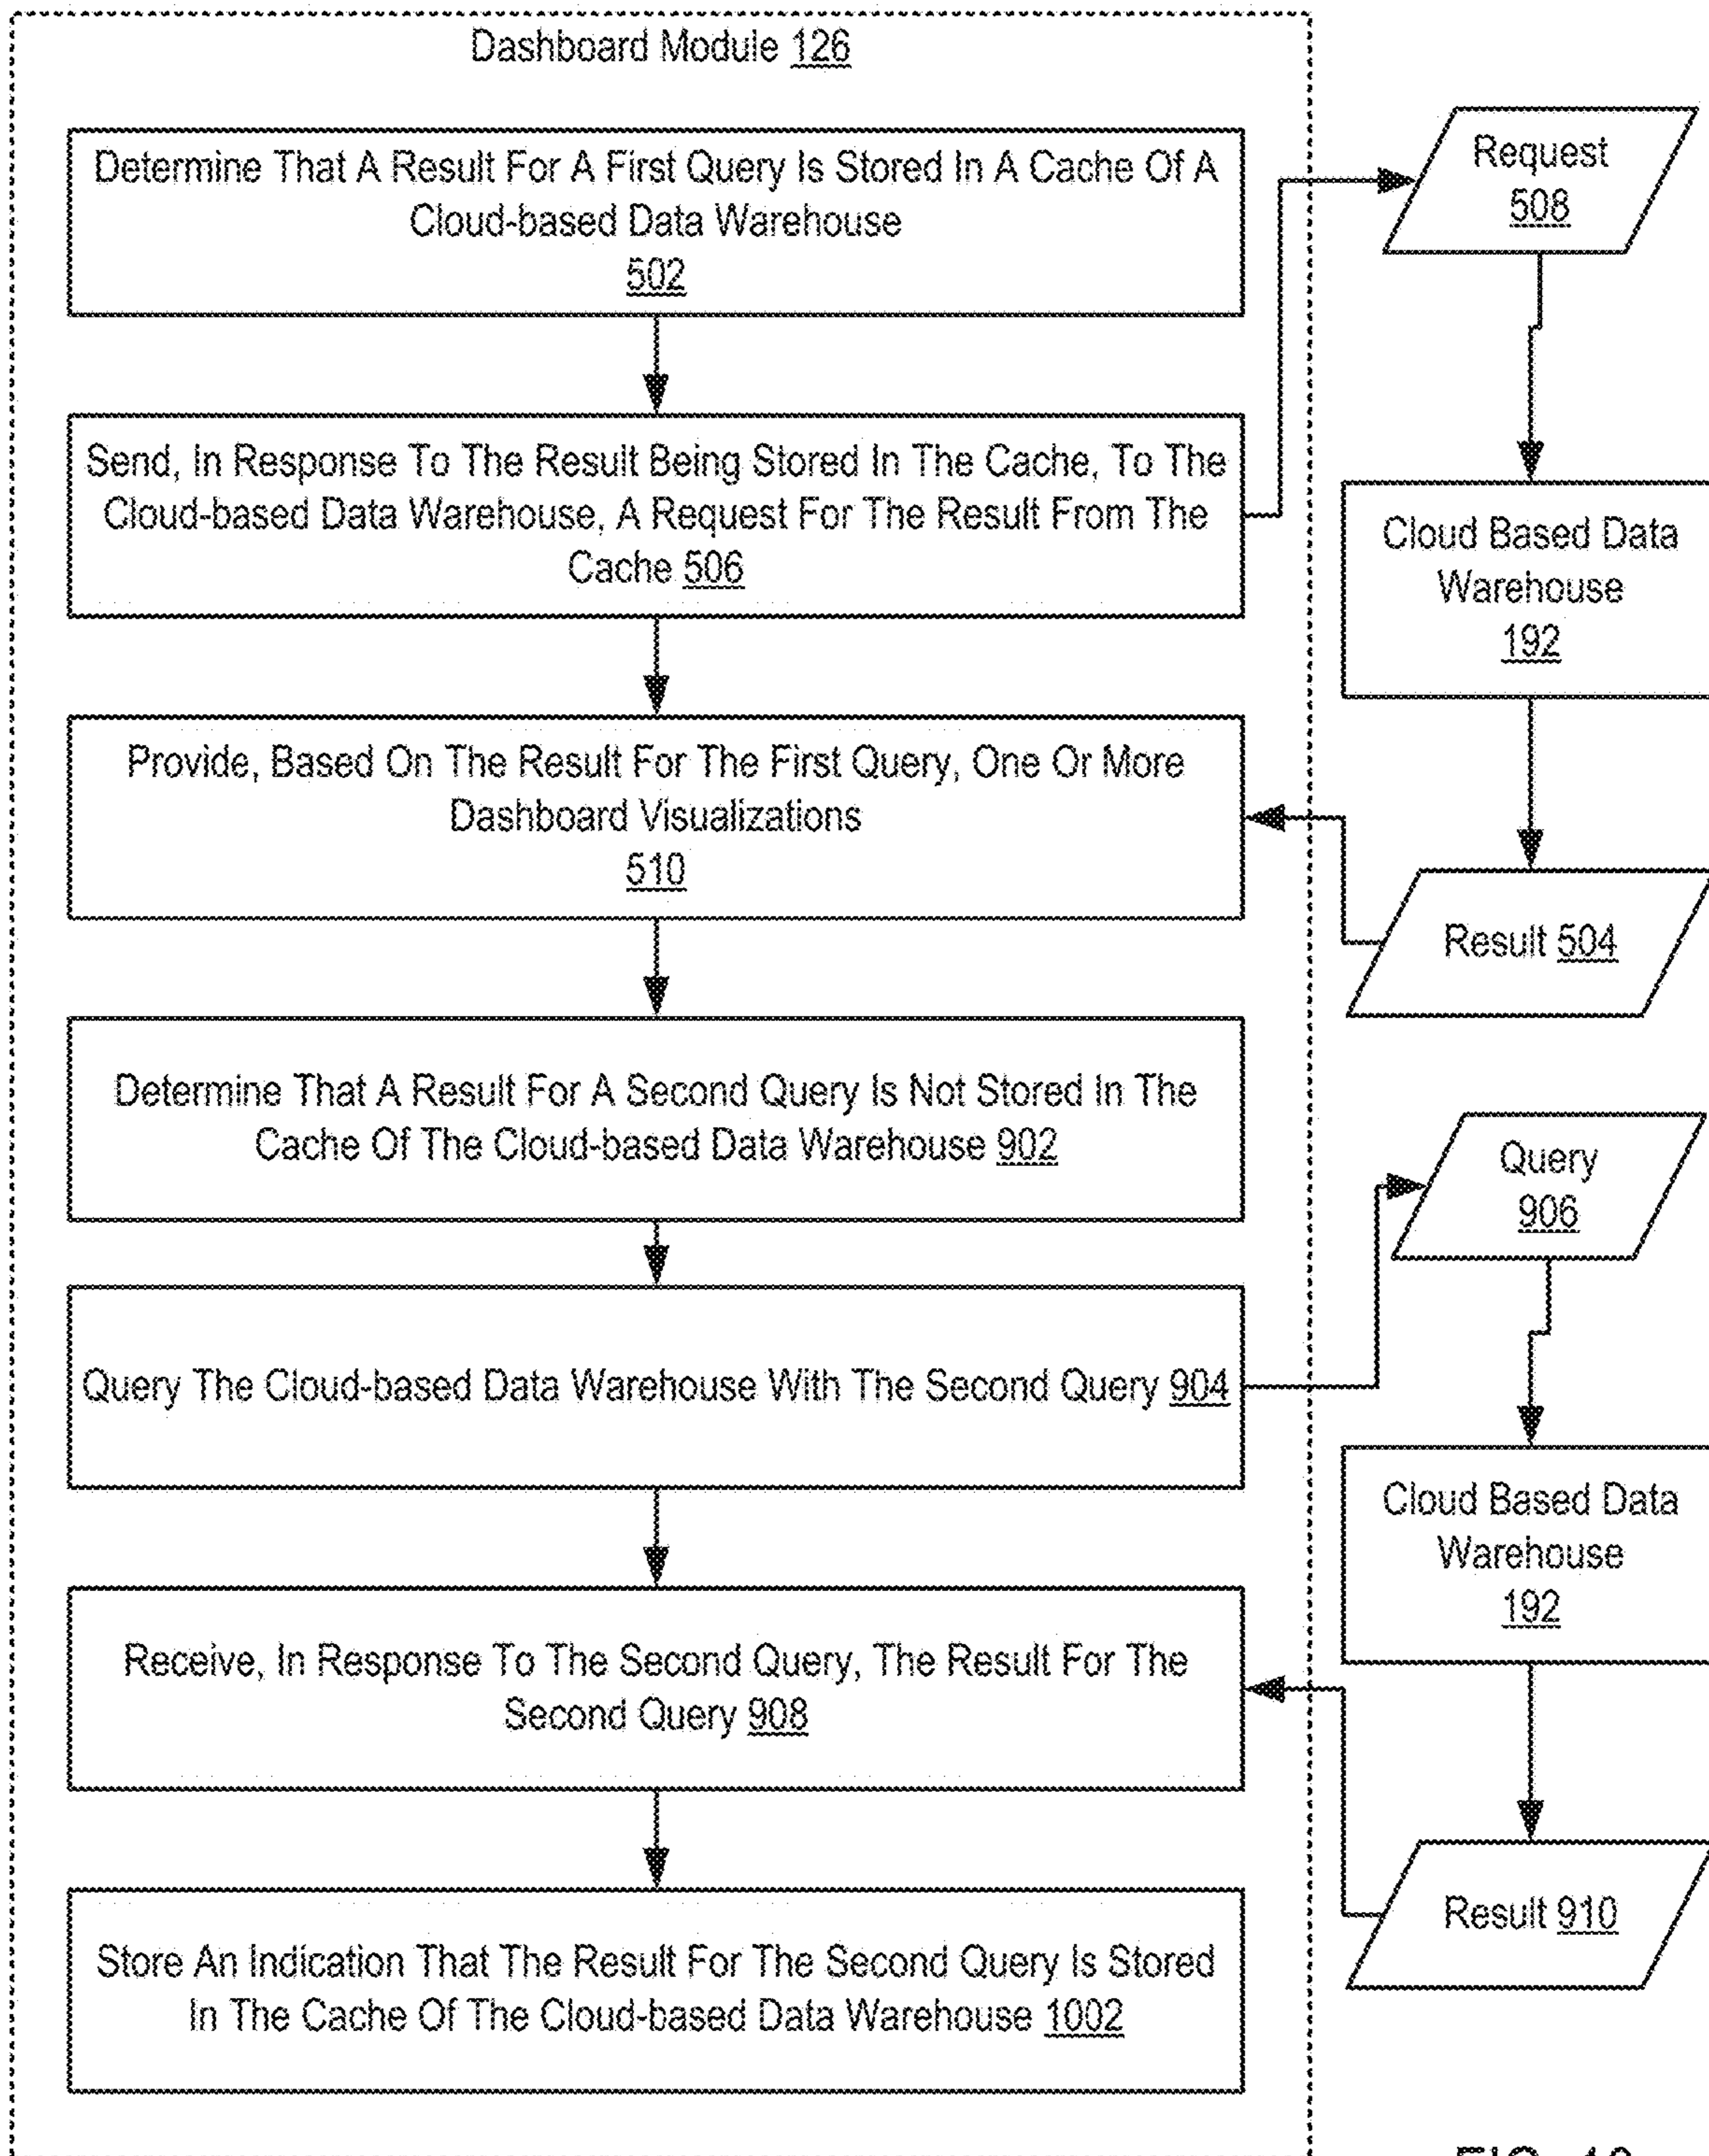 Dashboard Module 126
Determine That A Result For A First Query Is Stored In A Cache Of A
Cloud-based Data Warehouse
502
Request
508
Send, In Response To The Result Being Stored In The Cache, To The
Cloud-based Data Warehouse, A Request For The Result From The
Cache 506
Cloud Based Data
Warehouse
192
Provide, Based On The Result For The First Query, One Or More
Dashboard Visualizations
510
Result 504
Determine That A Result For A Second Query Is Not Stored In The
Cache Of The Cloud-based Data Warehouse 902
Query
906
Query The Cloud-based Data Warehouse With The Second Query 904
Cloud Based Data
Warehouse
192
Receive, In Response To The Second Query, The Result For The
Second Query 908
Result 910
Store An Indication That The Result For The Second Query Is Stored
In The Cache Of The Cloud-based Data Warehouse 1002